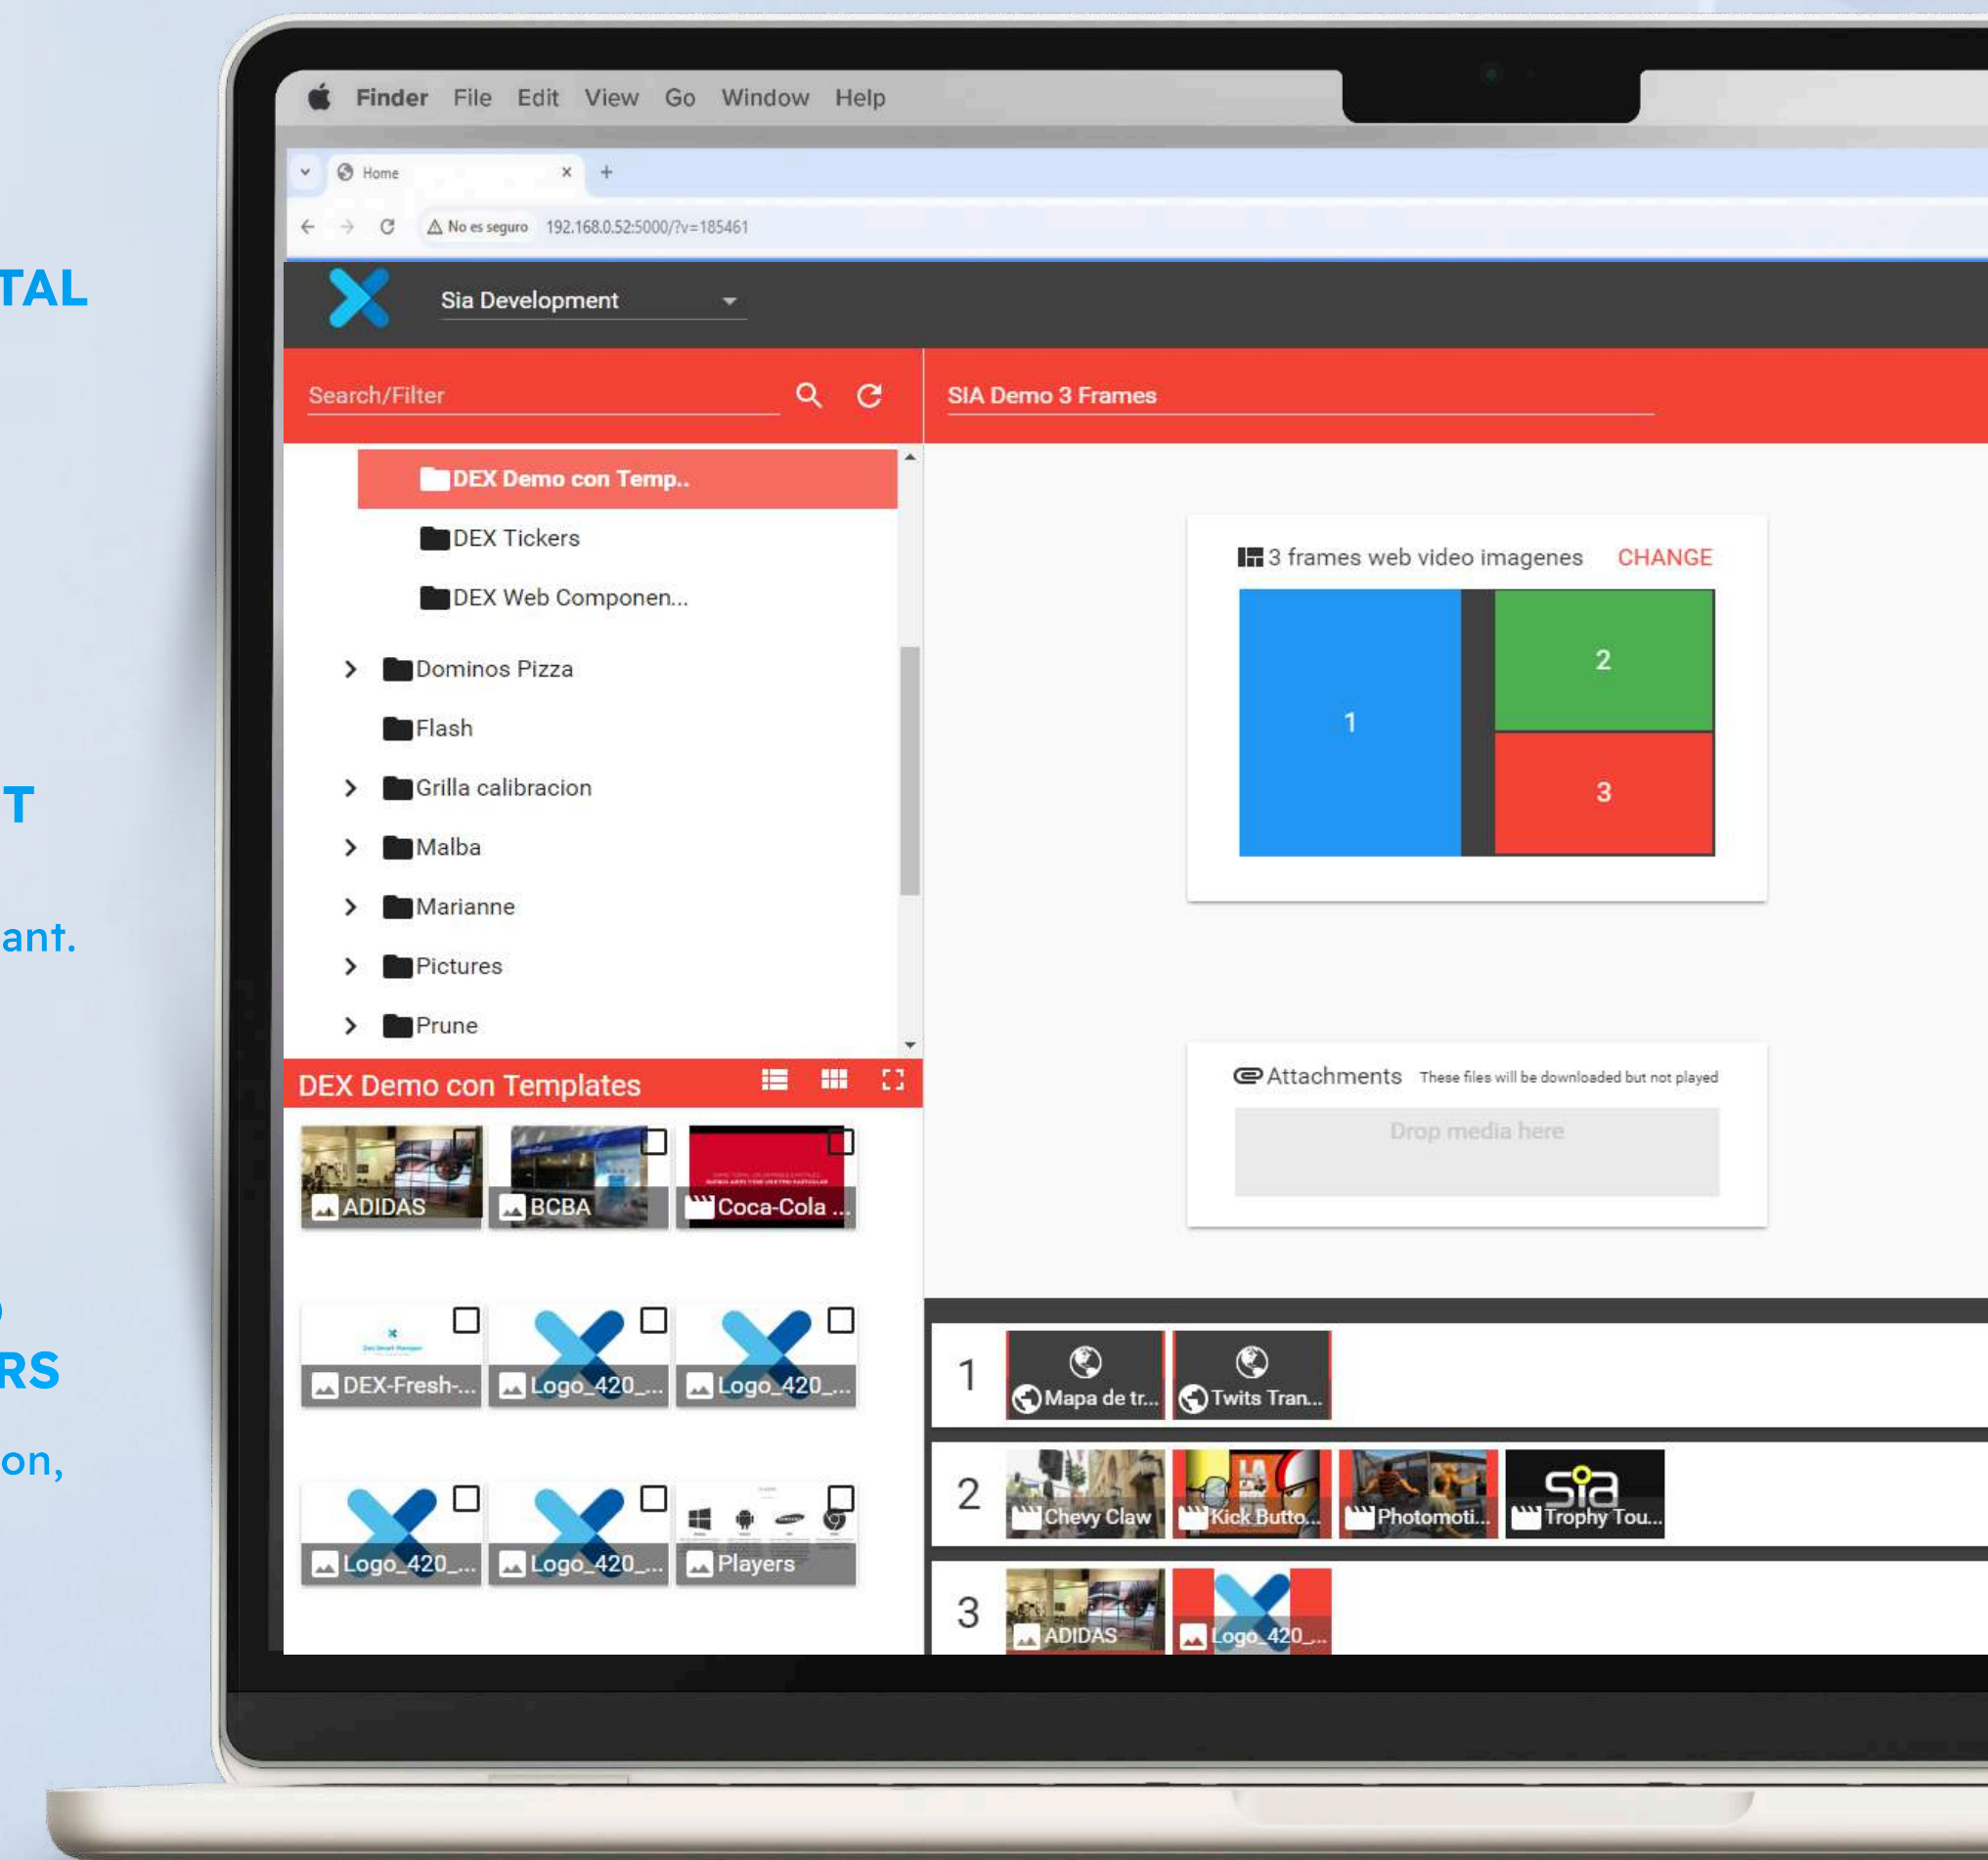 TAL
T
ant.
RS
on,
Finder File Edit View Go Window Help
Home
No es seguro 192.168.0.52:5000/?v=185461
Sia Development
Search/Filter
SIA Demo 3 Frames
DEX Demo con Temp..
DEX Tickers
DEX Web Componen...
Dominos Pizza
Flash
Grilla calibracion
Malba
Marianne
Pictures
Prune
3 frames web video imagenes CHANGE
1
2
3
Attachments These files will be downloaded but not played
Drop media here
DEX Demo con Templates
ADIDAS
BCBA
Coca-Cola ...
DEX-Fresh-...
Logo_420_...
Logo_420_...
Logo_420_...
Logo_420_...
Players
1
Mapa de tr...
Twits Tran...
2
Chevy Claw
Kick Butto...
Photomoti...
sia
Trophy Tou...
3
ADIDAS
Logo_420_...